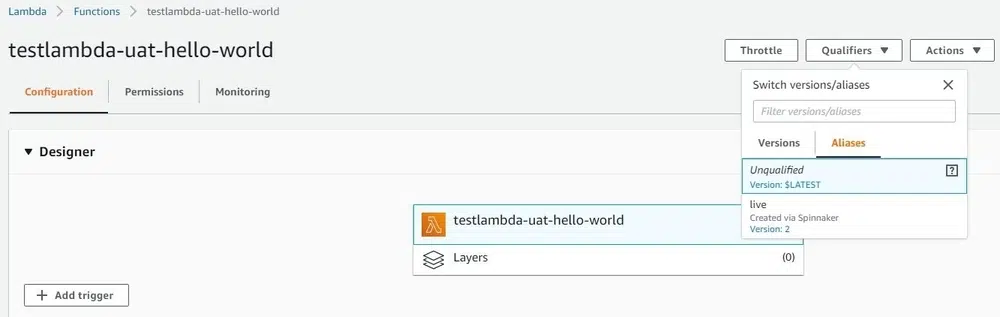 Lambda > Functions > testlambda-uat-hello-world
testlambda-uat-hello-world
Throttle
Qualifiers
Actions
Configuration
Permissions
Monitoring
Switch versions/aliases
Filter versions/aliases
Versions
Aliases
Unqualified
Version: $LATEST
live
Created via Spinnaker
Version: 2
Designer
testlambda-uat-hello-world
Layers
(0)
+ Add trigger